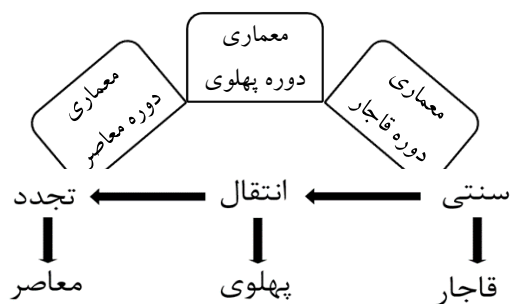 معماری
دوره قاجار
معماری
دوره پهلوی
معماری
دوره معاصر
سنتی
انتقال
تجدد
قاجار
پهلوی
معاصر